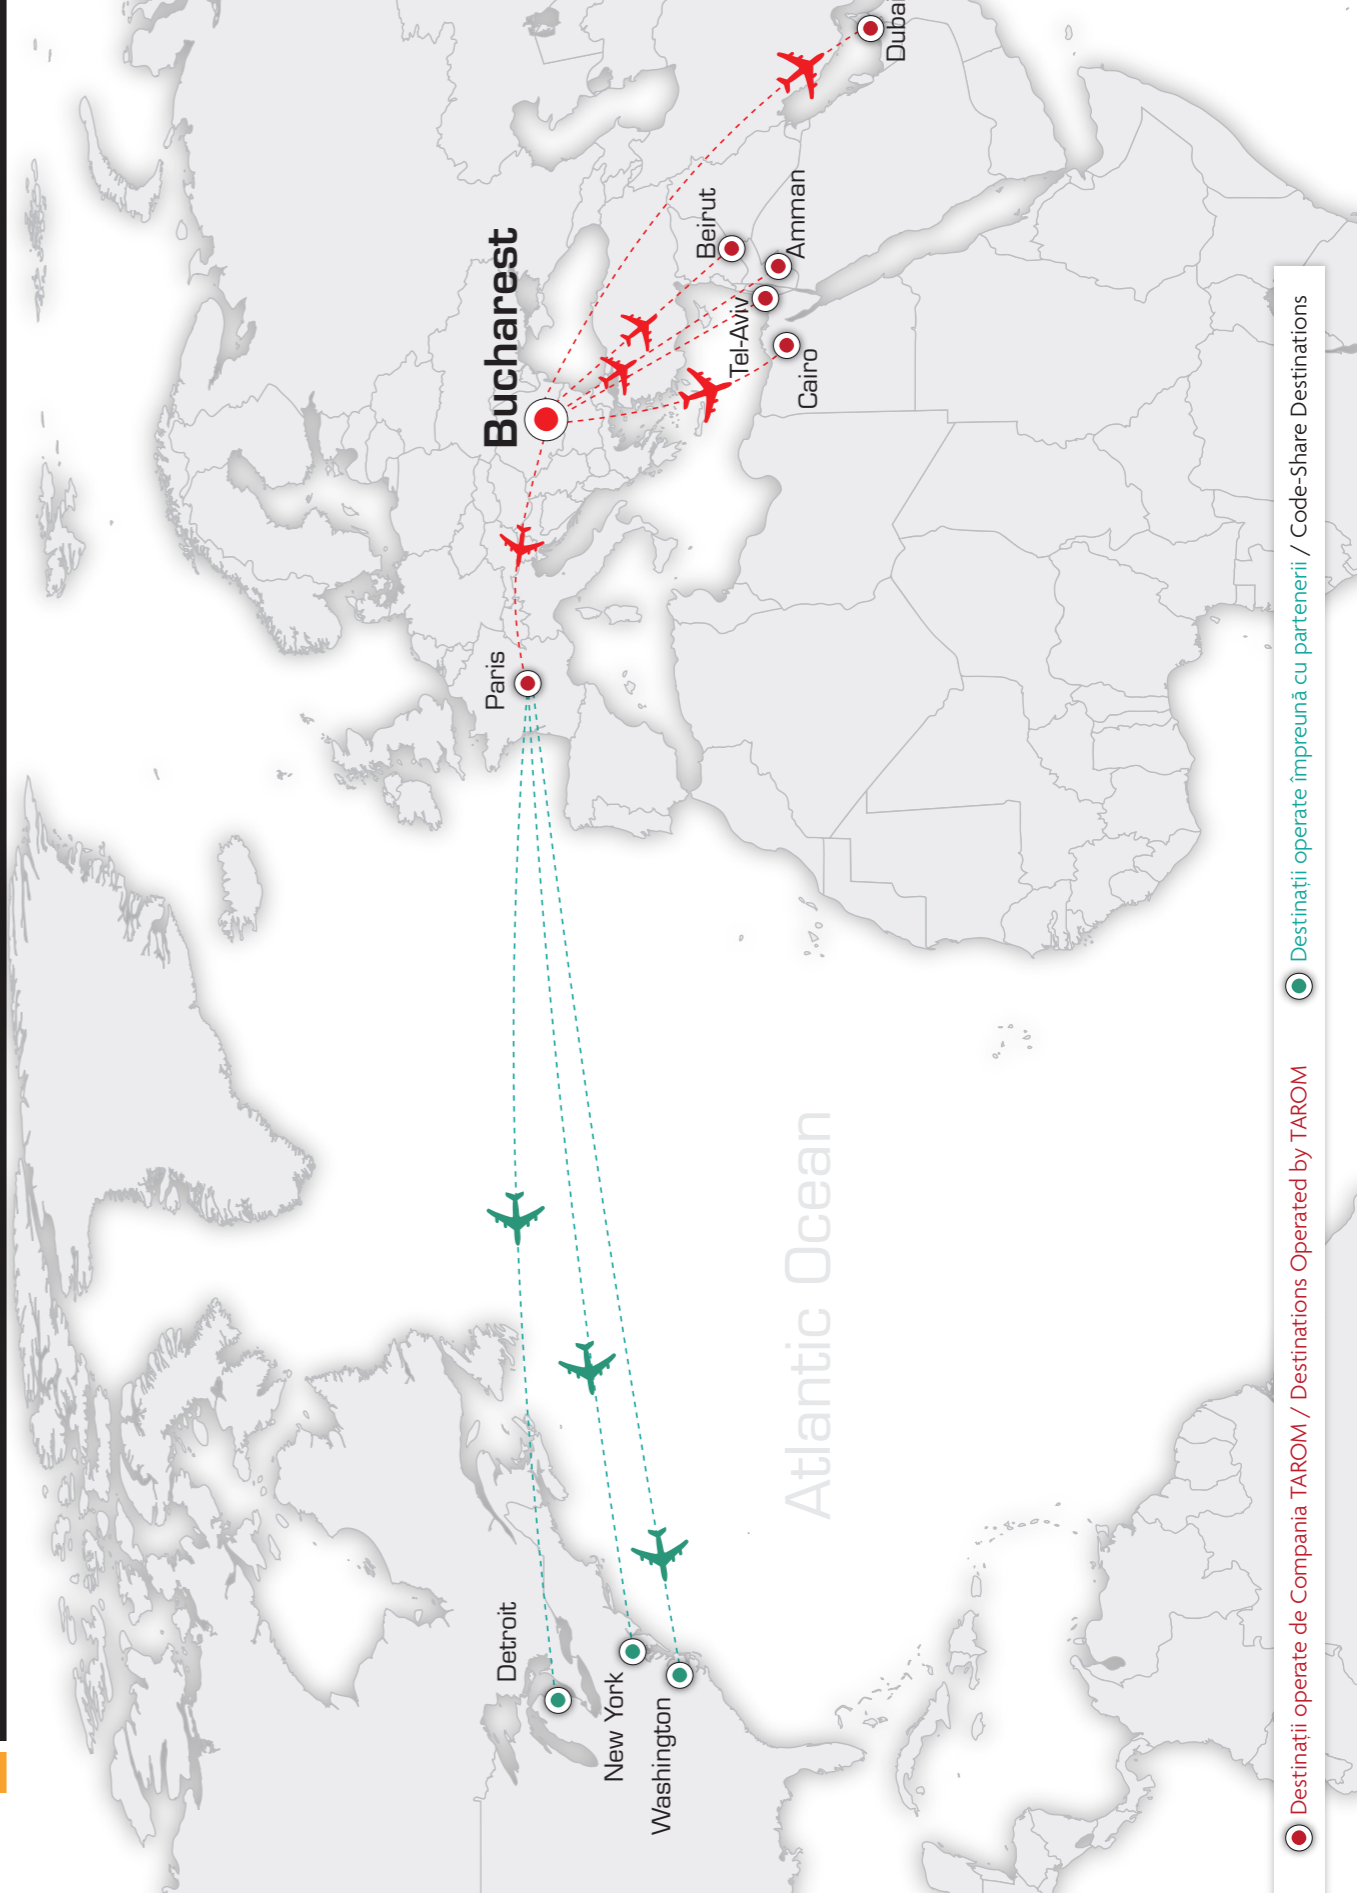 Bucharest
Paris
Detroit
New York
Washington
Beirut
Amman
Tel-Aviv
Cairo
Dubai
Atlantic Ocean
Destinații operate de Compania TAROM / Destinations Operated by TAROM
Destinații operate împreună cu partenerii / Code-Share Destinations